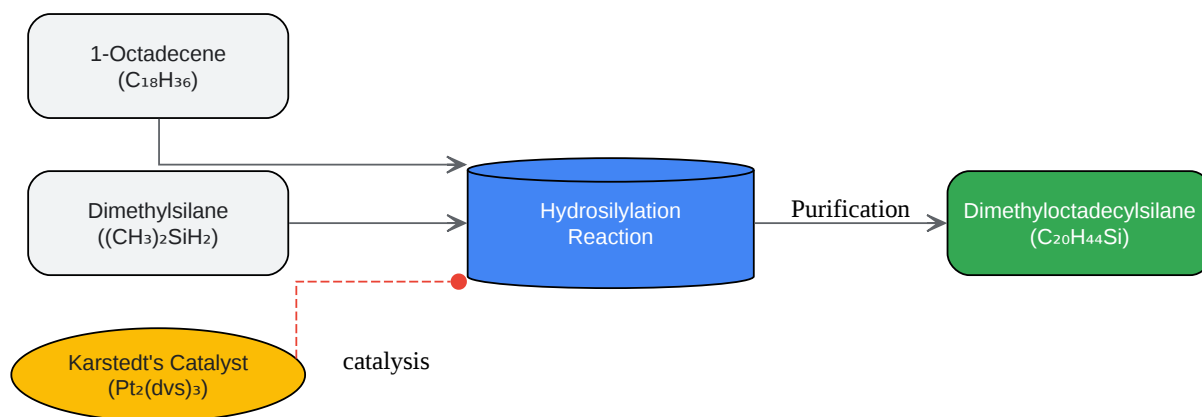 1-Octadecene
(C₁₈H₃₆)
Dimethylsilane
((CH₃)₂SiH₂)
Hydrosilylation
Reaction
Purification
Dimethyloctadecylsilane
(C₂₀H₄₄Si)
Karstedt's Catalyst
(Pt₂(dvs)₃)
catalysis